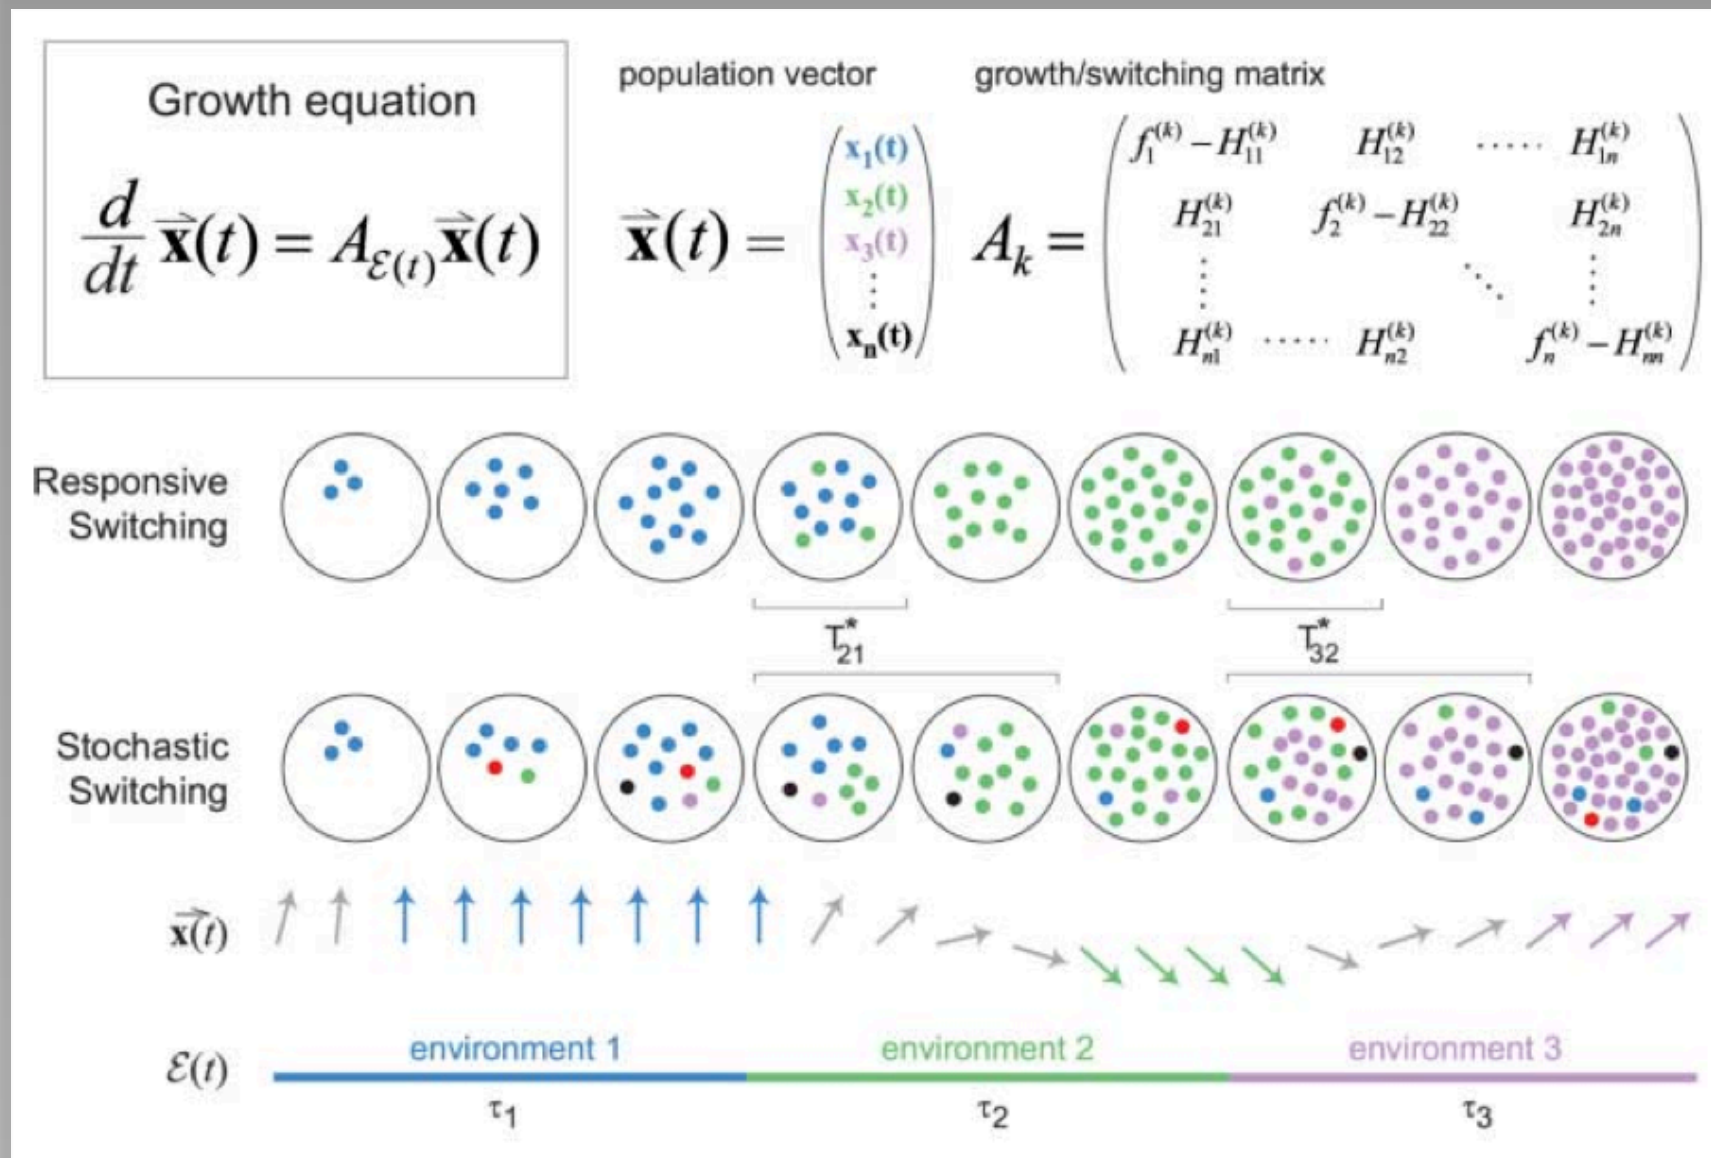 Growth equation
d/dt x⃗(t) = A_ℰ(t) x⃗(t)
population vector
x⃗(t) =
x₁(t)
x₂(t)
x₃(t)
⋮
xₙ(t)
growth/switching matrix
A_k =
f₁^(k) − H₁₁^(k) H₁₂^(k) ····· H₁ₙ^(k)
H₂₁^(k) f₂^(k) − H₂₂^(k) H₂ₙ^(k)
⋮ ⋱ ⋮
Hₙ₁^(k) ····· Hₙ₂^(k) fₙ^(k) − Hₙₙ^(k)
Responsive
Switching
T*₂₁
T*₃₂
Stochastic
Switching
x⃗(t)
ℰ(t)
environment 1
environment 2
environment 3
τ₁
τ₂
τ₃